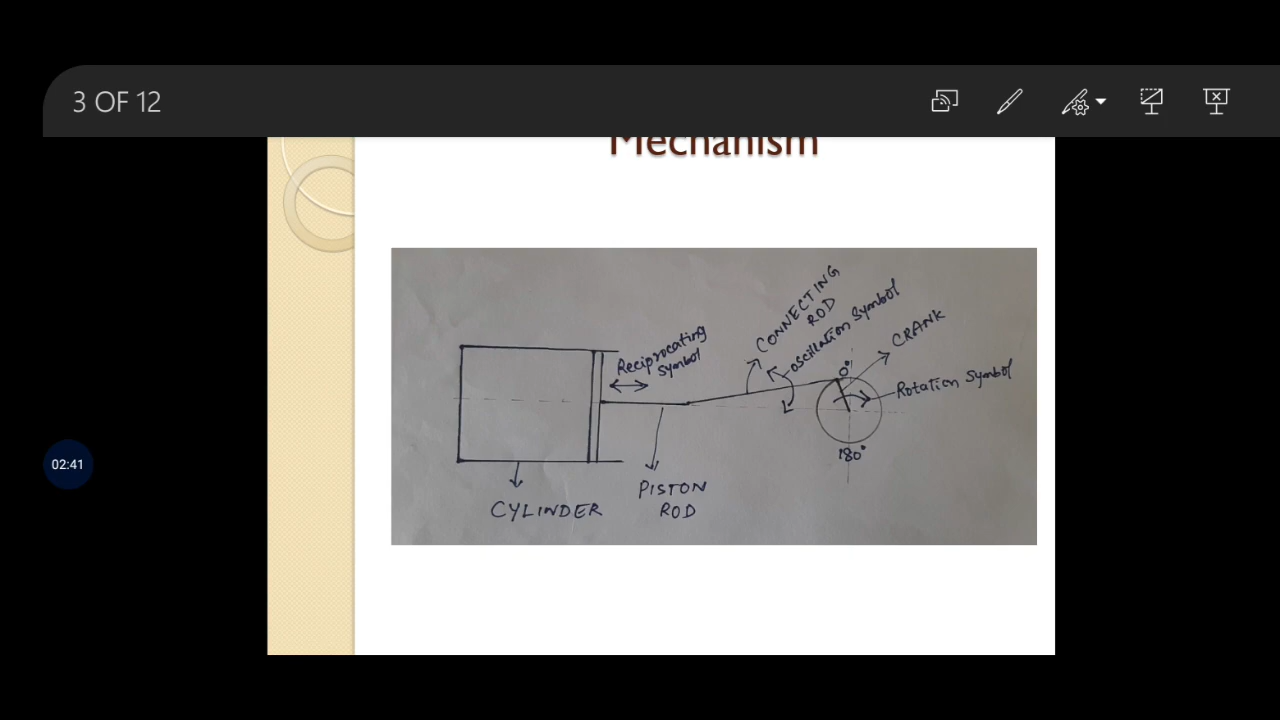 3 OF 12
Mechanism
CONNECTING
ROD
oscillation symbol
CRANK
Reciprocating
symbol
0°
Rotation symbol
02:41
180°
CYLINDER
PISTON
ROD